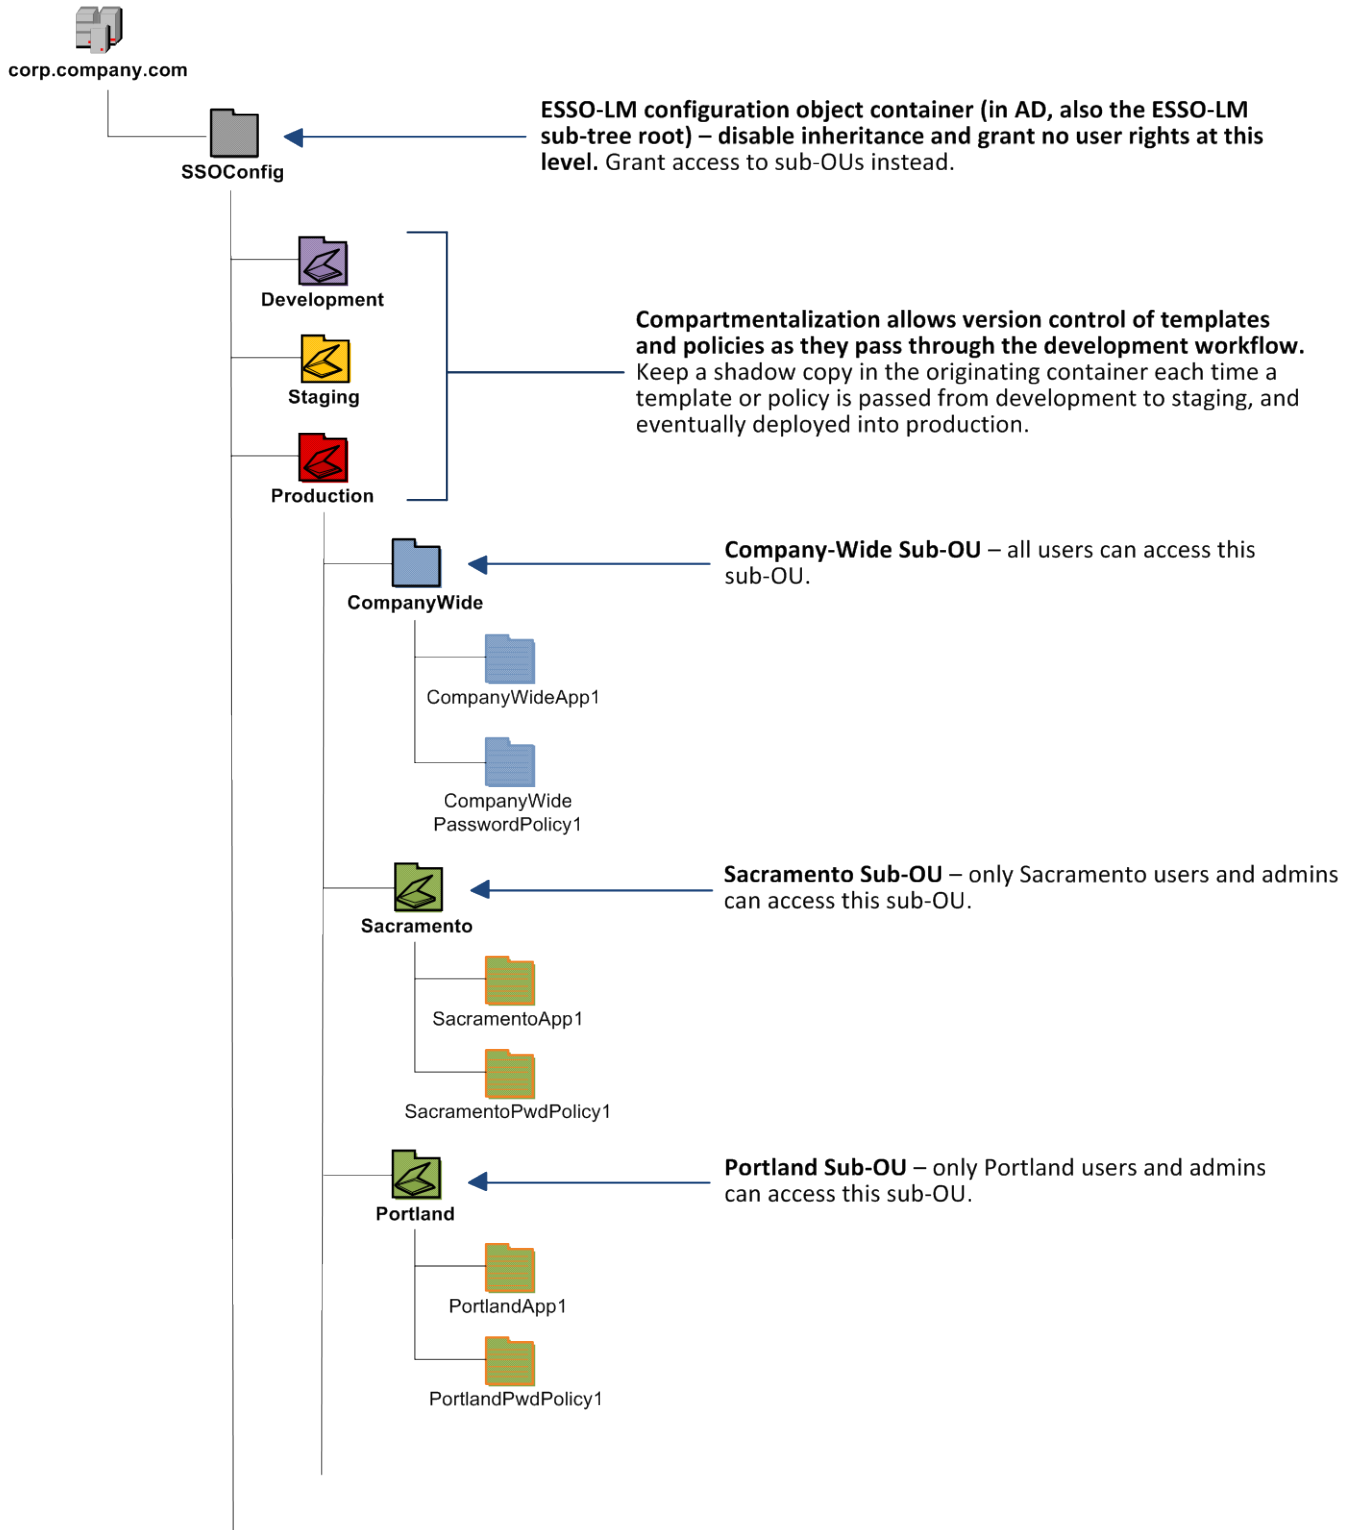 corp.company.com
SSOConfig
ESSO-LM configuration object container (in AD, also the ESSO-LM
sub-tree root) – disable inheritance and grant no user rights at this
level. Grant access to sub-OUs instead.
Development
Staging
Production
Compartmentalization allows version control of templates
and policies as they pass through the development workflow.
Keep a shadow copy in the originating container each time a
template or policy is passed from development to staging, and
eventually deployed into production.
CompanyWide
Company-Wide Sub-OU – all users can access this
sub-OU.
CompanyWideApp1
CompanyWide
PasswordPolicy1
Sacramento
Sacramento Sub-OU – only Sacramento users and admins
can access this sub-OU.
SacramentoApp1
SacramentoPwdPolicy1
Portland
Portland Sub-OU – only Portland users and admins
can access this sub-OU.
PortlandApp1
PortlandPwdPolicy1